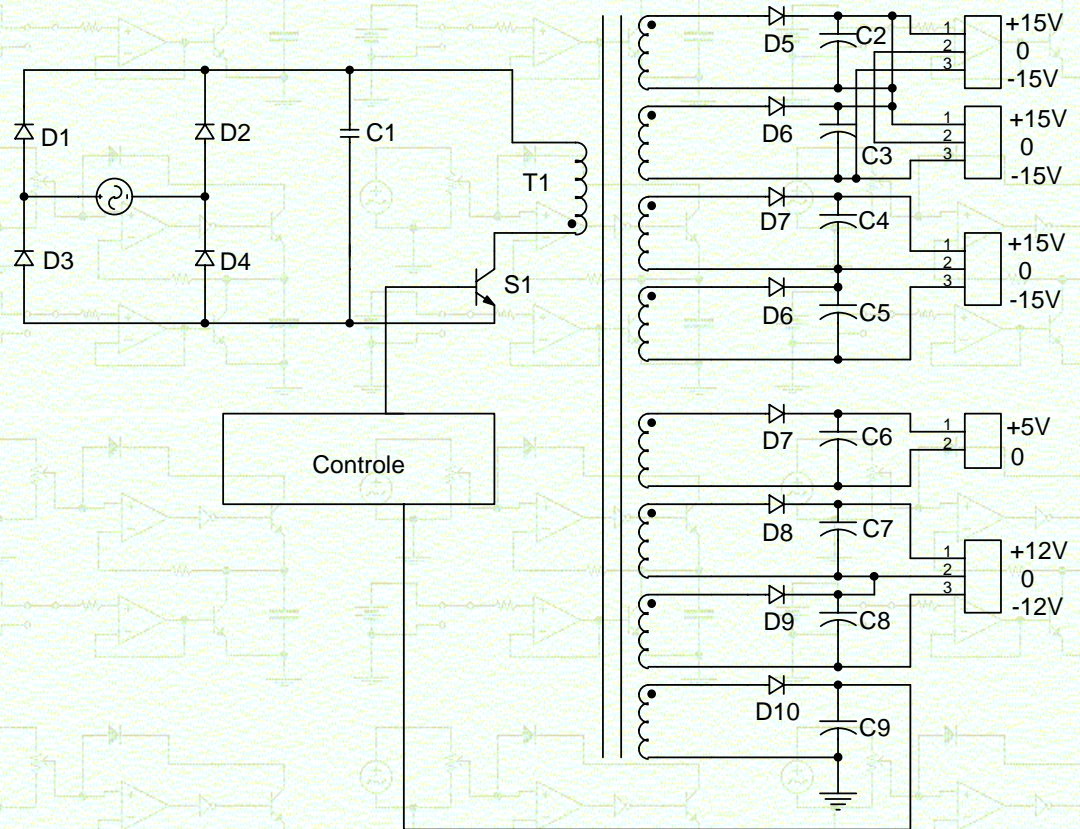 D1
D2
D3
D4
C1
T1
S1
Controle
D5
C2
1
2
3
+15V
0
-15V
D6
C3
1
2
3
+15V
0
-15V
D7
C4
1
2
3
+15V
0
-15V
D6
C5
D7
C6
1
2
+5V
0
D8
C7
1
2
3
+12V
0
-12V
D9
C8
D10
C9